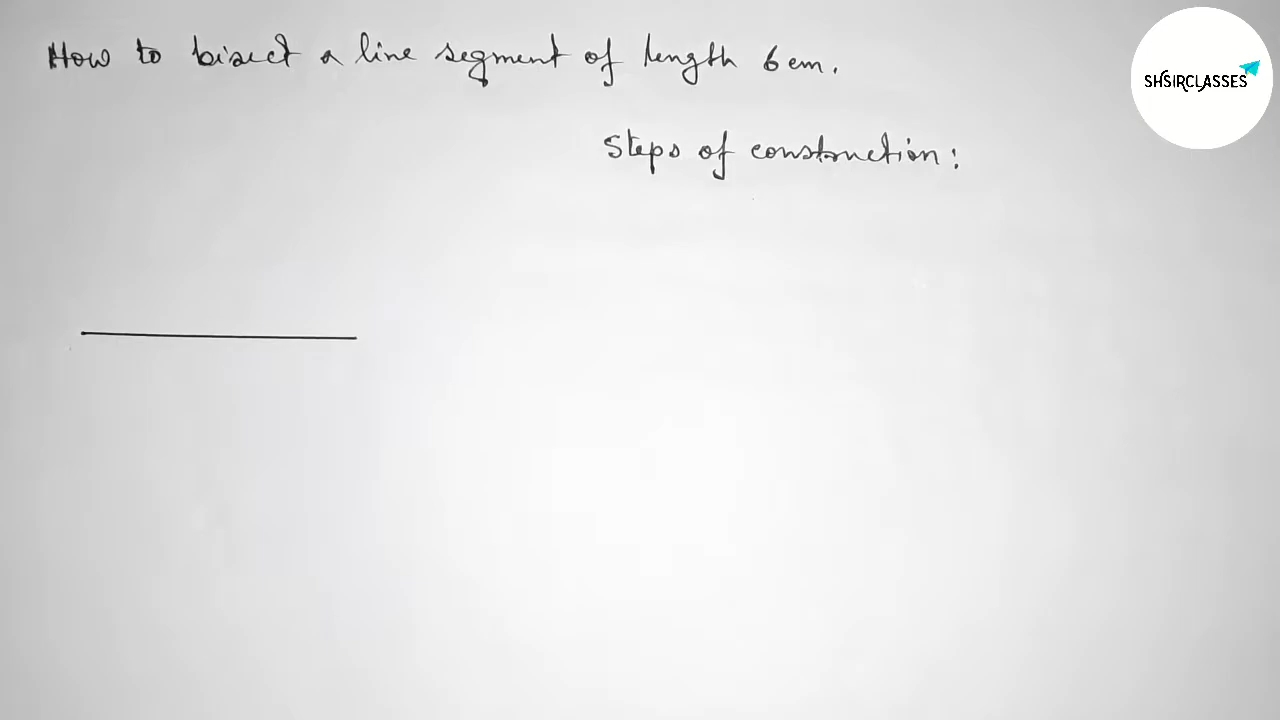 How to bisect a line segment of length 6 cm.
SHSIRCLASSES
Steps of construction: